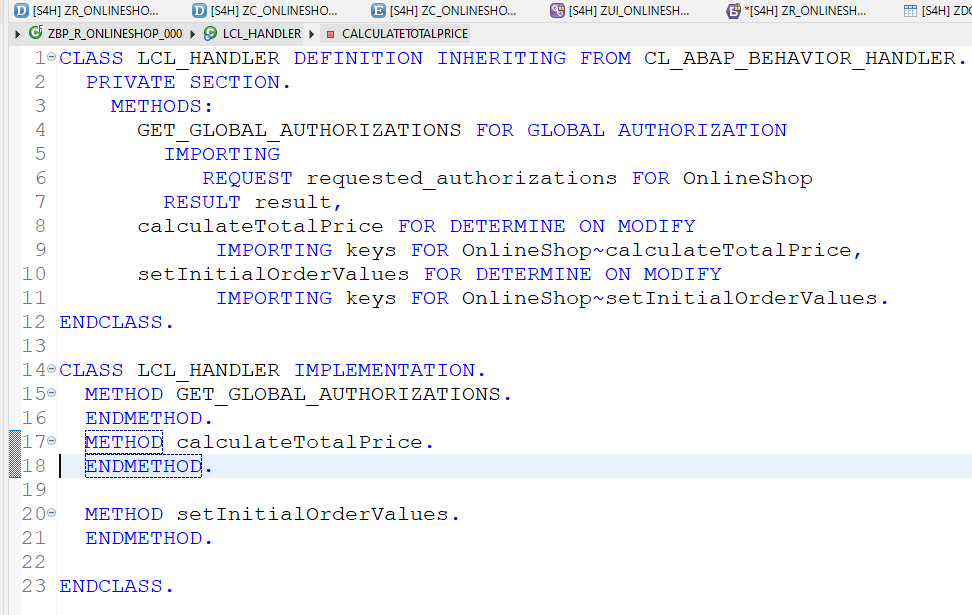 [S4H] ZR_ONLINESHO... [S4H] ZC_ONLINESHO... [S4H] ZC_ONLINESHO... [S4H] ZUI_ONLINESH... *[S4H] ZR_ONLINESH... [S4H] ZDO
ZBP_R_ONLINESHOP_000 LCL_HANDLER CALCULATETOTALPRICE
1 CLASS LCL_HANDLER DEFINITION INHERITING FROM CL_ABAP_BEHAVIOR_HANDLER.
2 PRIVATE SECTION.
3 METHODS:
4 GET_GLOBAL_AUTHORIZATIONS FOR GLOBAL AUTHORIZATION
5 IMPORTING
6 REQUEST requested_authorizations FOR OnlineShop
7 RESULT result,
8 calculateTotalPrice FOR DETERMINE ON MODIFY
9 IMPORTING keys FOR OnlineShop~calculateTotalPrice,
10 setInitialOrderValues FOR DETERMINE ON MODIFY
11 IMPORTING keys FOR OnlineShop~setInitialOrderValues.
12 ENDCLASS.
13
14 CLASS LCL_HANDLER IMPLEMENTATION.
15 METHOD GET_GLOBAL_AUTHORIZATIONS.
16 ENDMETHOD.
17 METHOD calculateTotalPrice.
18 ENDMETHOD.
19
20 METHOD setInitialOrderValues.
21 ENDMETHOD.
22
23 ENDCLASS.